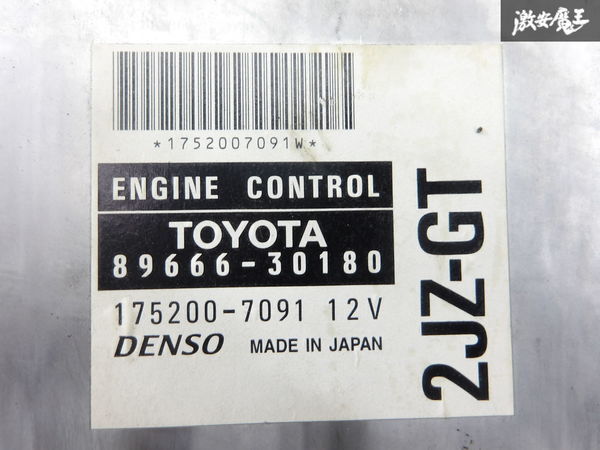 激安魔王
*1752007091W*
ENGINE CONTROL
TOYOTA
89666-30180
175200-7091 12V
DENSO MADE IN JAPAN
2JZ-GT